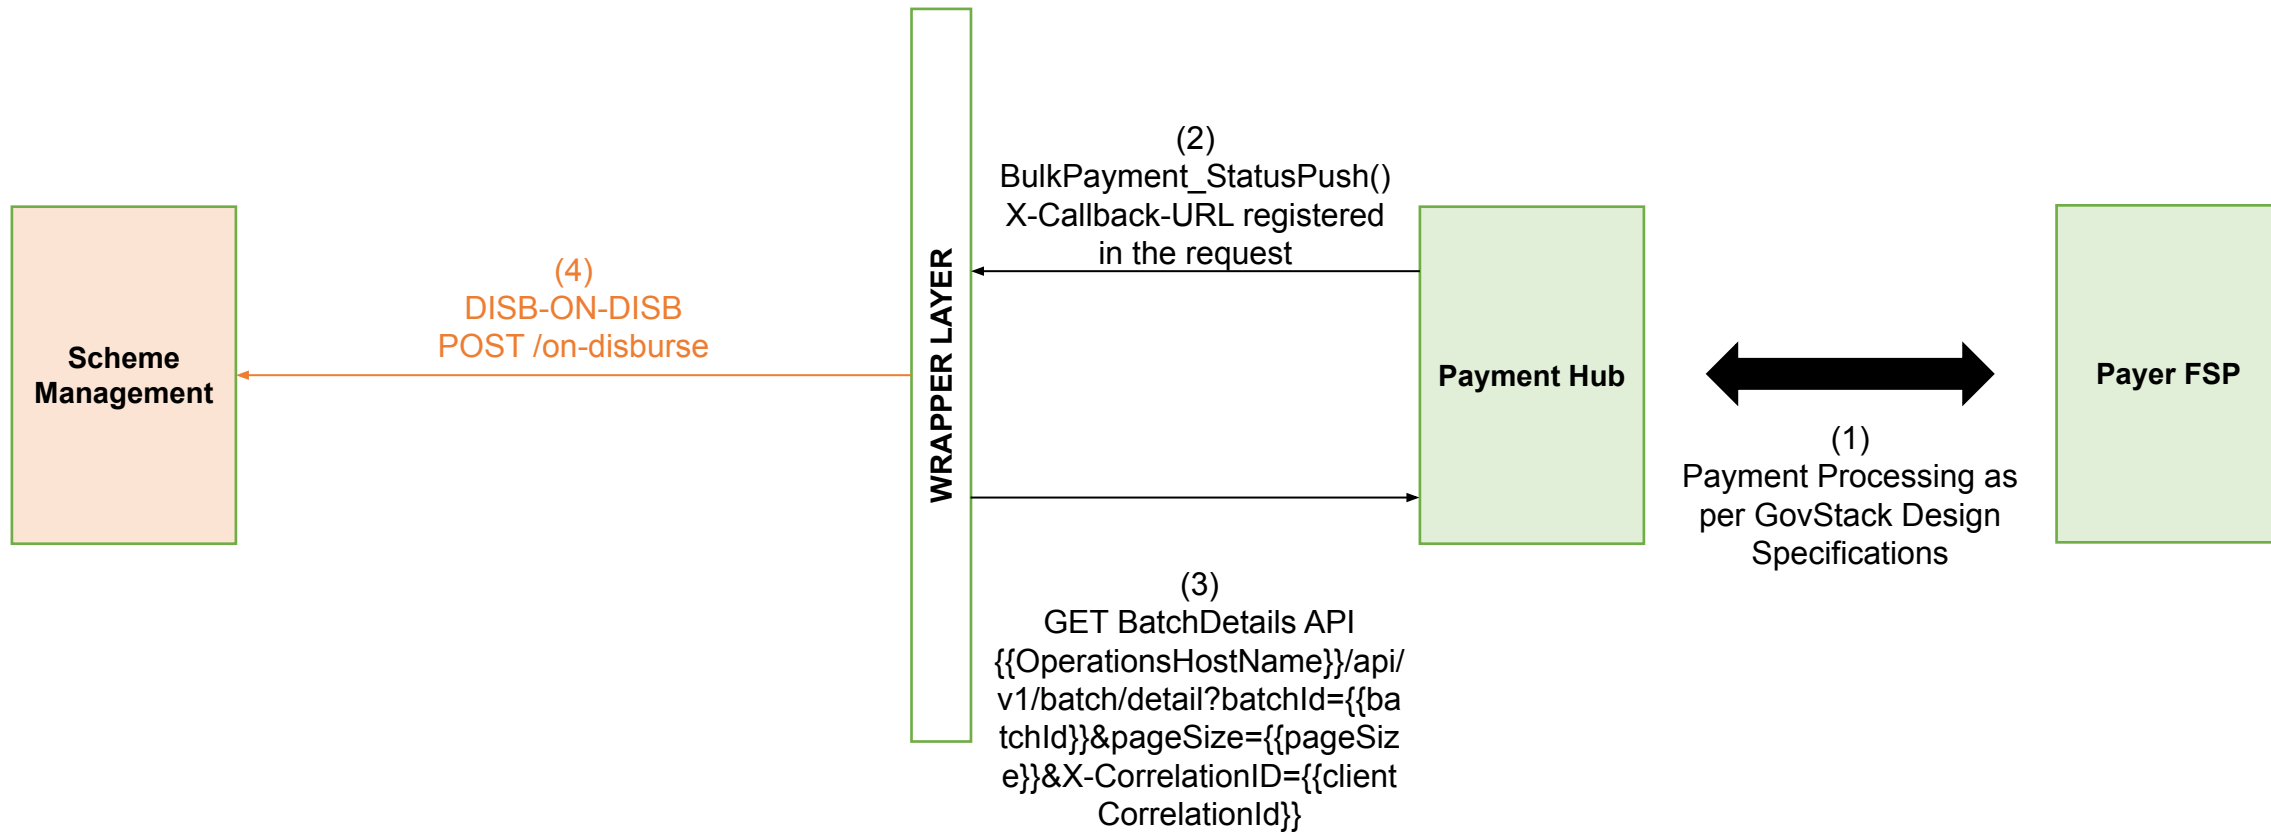 Scheme
Management
(4)
DISB-ON-DISB
POST /on-disburse
WRAPPER LAYER
(2)
BulkPayment_StatusPush()
X-Callback-URL registered
in the request
(3)
GET BatchDetails API
{{OperationsHostName}}/api/
v1/batch/detail?batchId={{ba
tchId}}&pageSize={{pageSiz
e}}&X-CorrelationID={{client
CorrelationId}}
Payment Hub
(1)
Payment Processing as
per GovStack Design
Specifications
Payer FSP